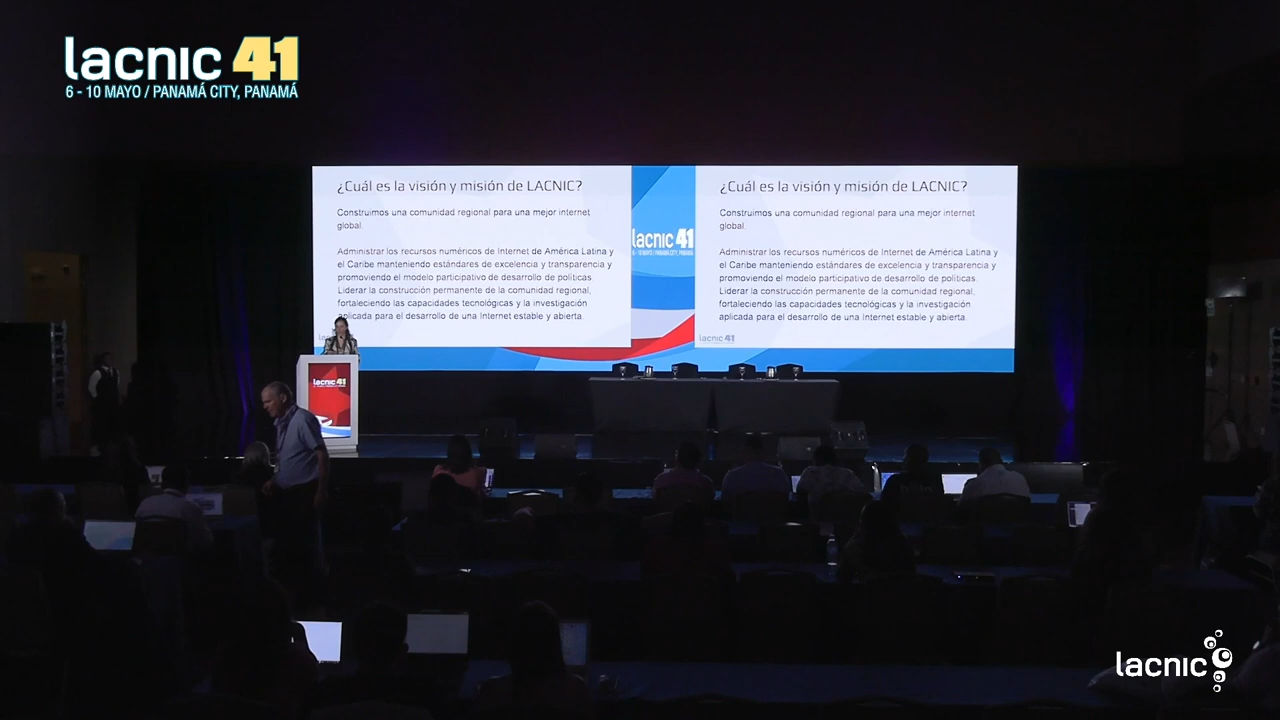 lacnic 41
6 - 10 MAYO / PANAMÁ CITY, PANAMÁ
¿Cuál es la visión y misión de LACNIC?
Construimos una comunidad regional para una mejor internet
global.
Administrar los recursos numéricos de Internet de América Latina y
el Caribe manteniendo estándares de excelencia y transparencia y
promoviendo el modelo participativo de desarrollo de políticas.
Liderar la construcción permanente de la comunidad regional,
fortaleciendo las capacidades tecnológicas y la investigación
aplicada para el desarrollo de una Internet estable y abierta.
lacnic 41
6 - 10 MAYO / PANAMÁ CITY, PANAMÁ
¿Cuál es la visión y misión de LACNIC?
Construimos una comunidad regional para una mejor internet
global.
Administrar los recursos numéricos de Internet de América Latina y
el Caribe manteniendo estándares de excelencia y transparencia y
promoviendo el modelo participativo de desarrollo de políticas.
Liderar la construcción permanente de la comunidad regional,
fortaleciendo las capacidades tecnológicas y la investigación
aplicada para el desarrollo de una Internet estable y abierta.
lacnic 41
lacnic 41
lacnic